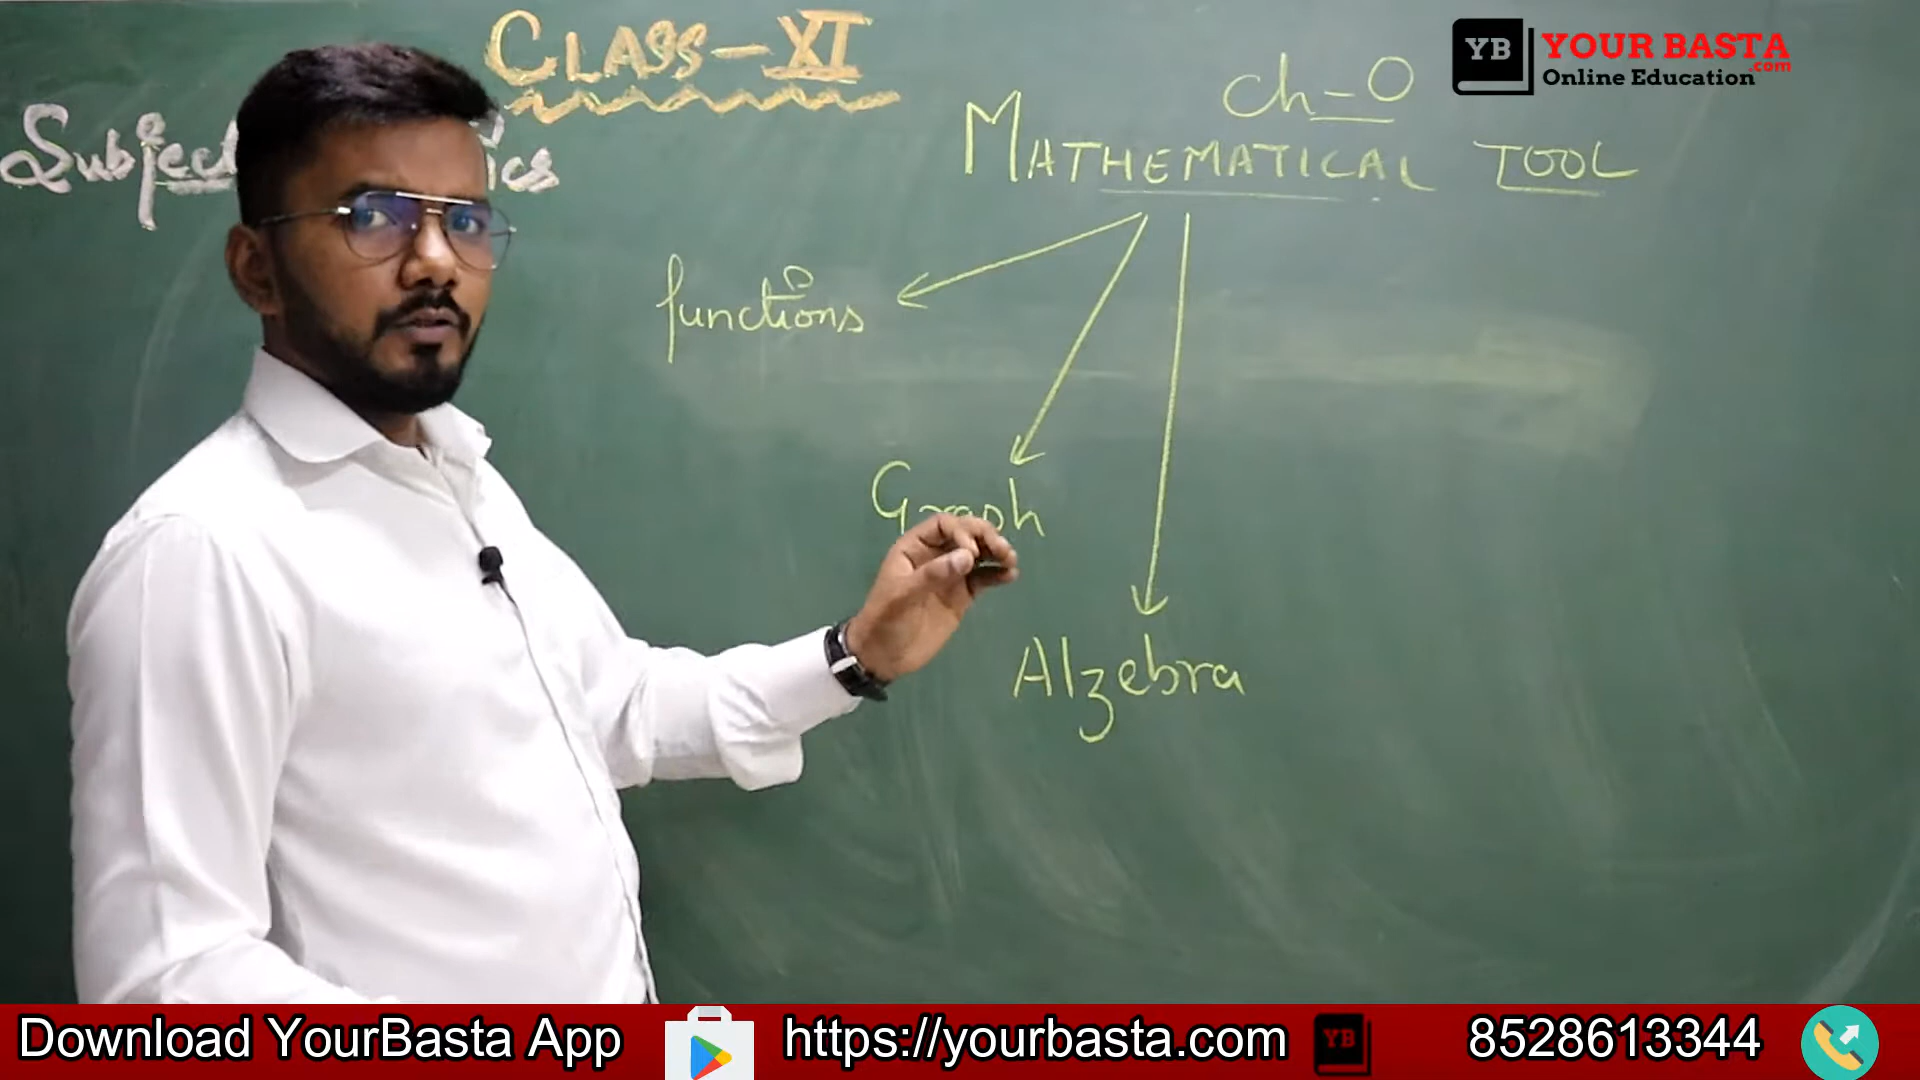 CLASS-XI
Subject
ics
ch-0
MATHEMATICAL TOOL
functions
Graph
Alzebra
YB YOUR BASTA
.com
Online Education
Download YourBasta App
https://yourbasta.com
YB
8528613344